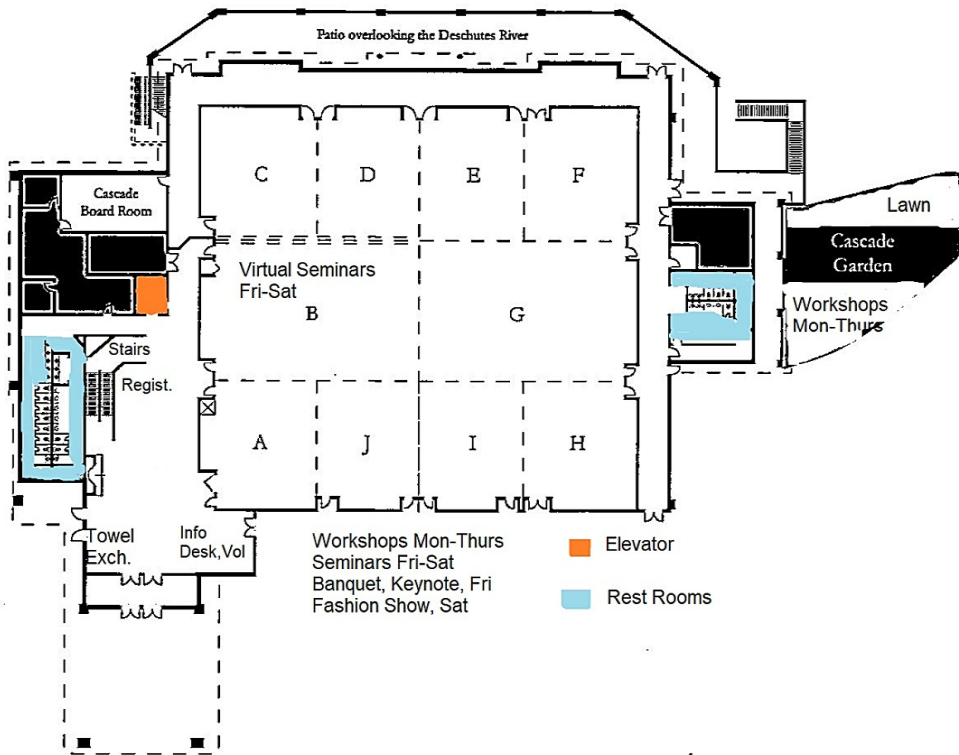 Patio overlooking the Deschutes River
C
D
E
F
Cascade
Board Room
Lawn
Cascade
Garden
Virtual Seminars
Fri-Sat
B
G
Workshops
Mon-Thurs
Stairs
Regist.
A
J
I
H
Towel
Exch.
Info
Desk,Vol
Workshops Mon-Thurs
Seminars Fri-Sat
Banquet, Keynote, Fri
Fashion Show, Sat
Elevator
Rest Rooms